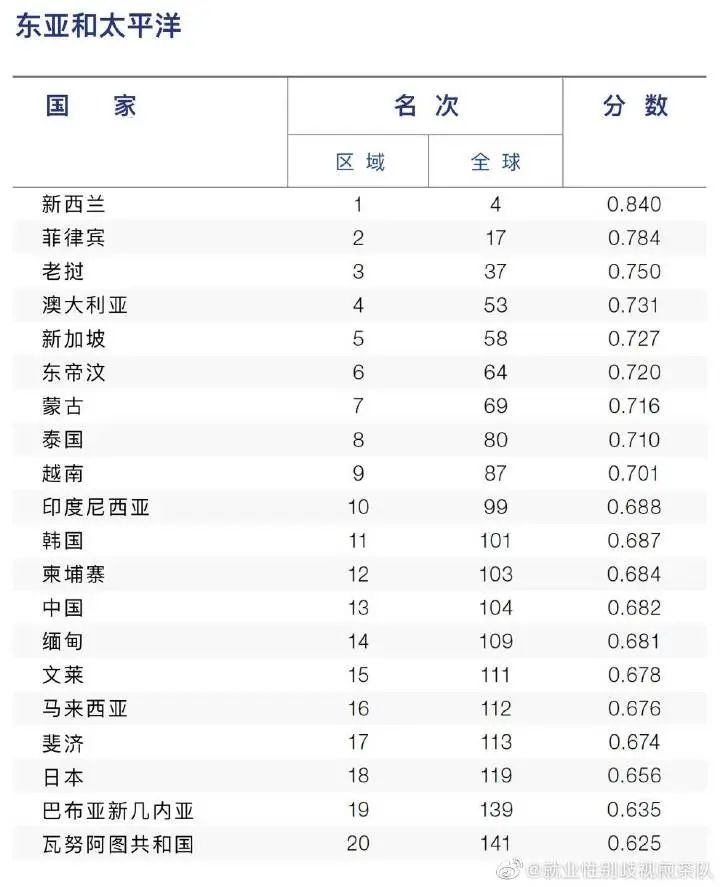 东亚和太平洋
国 家 名 次 分 数
区域 全球
新西兰 1 4 0.840
菲律宾 2 17 0.784
老挝 3 37 0.750
澳大利亚 4 53 0.731
新加坡 5 58 0.727
东帝汶 6 64 0.720
蒙古 7 69 0.716
泰国 8 80 0.710
越南 9 87 0.701
印度尼西亚 10 99 0.688
韩国 11 101 0.687
柬埔寨 12 103 0.684
中国 13 104 0.682
缅甸 14 109 0.681
文莱 15 111 0.678
马来西亚 16 112 0.676
斐济 17 113 0.674
日本 18 119 0.656
巴布亚新几内亚 19 139 0.635
瓦努阿图共和国 20 141 0.625
@就业性别歧视监察队